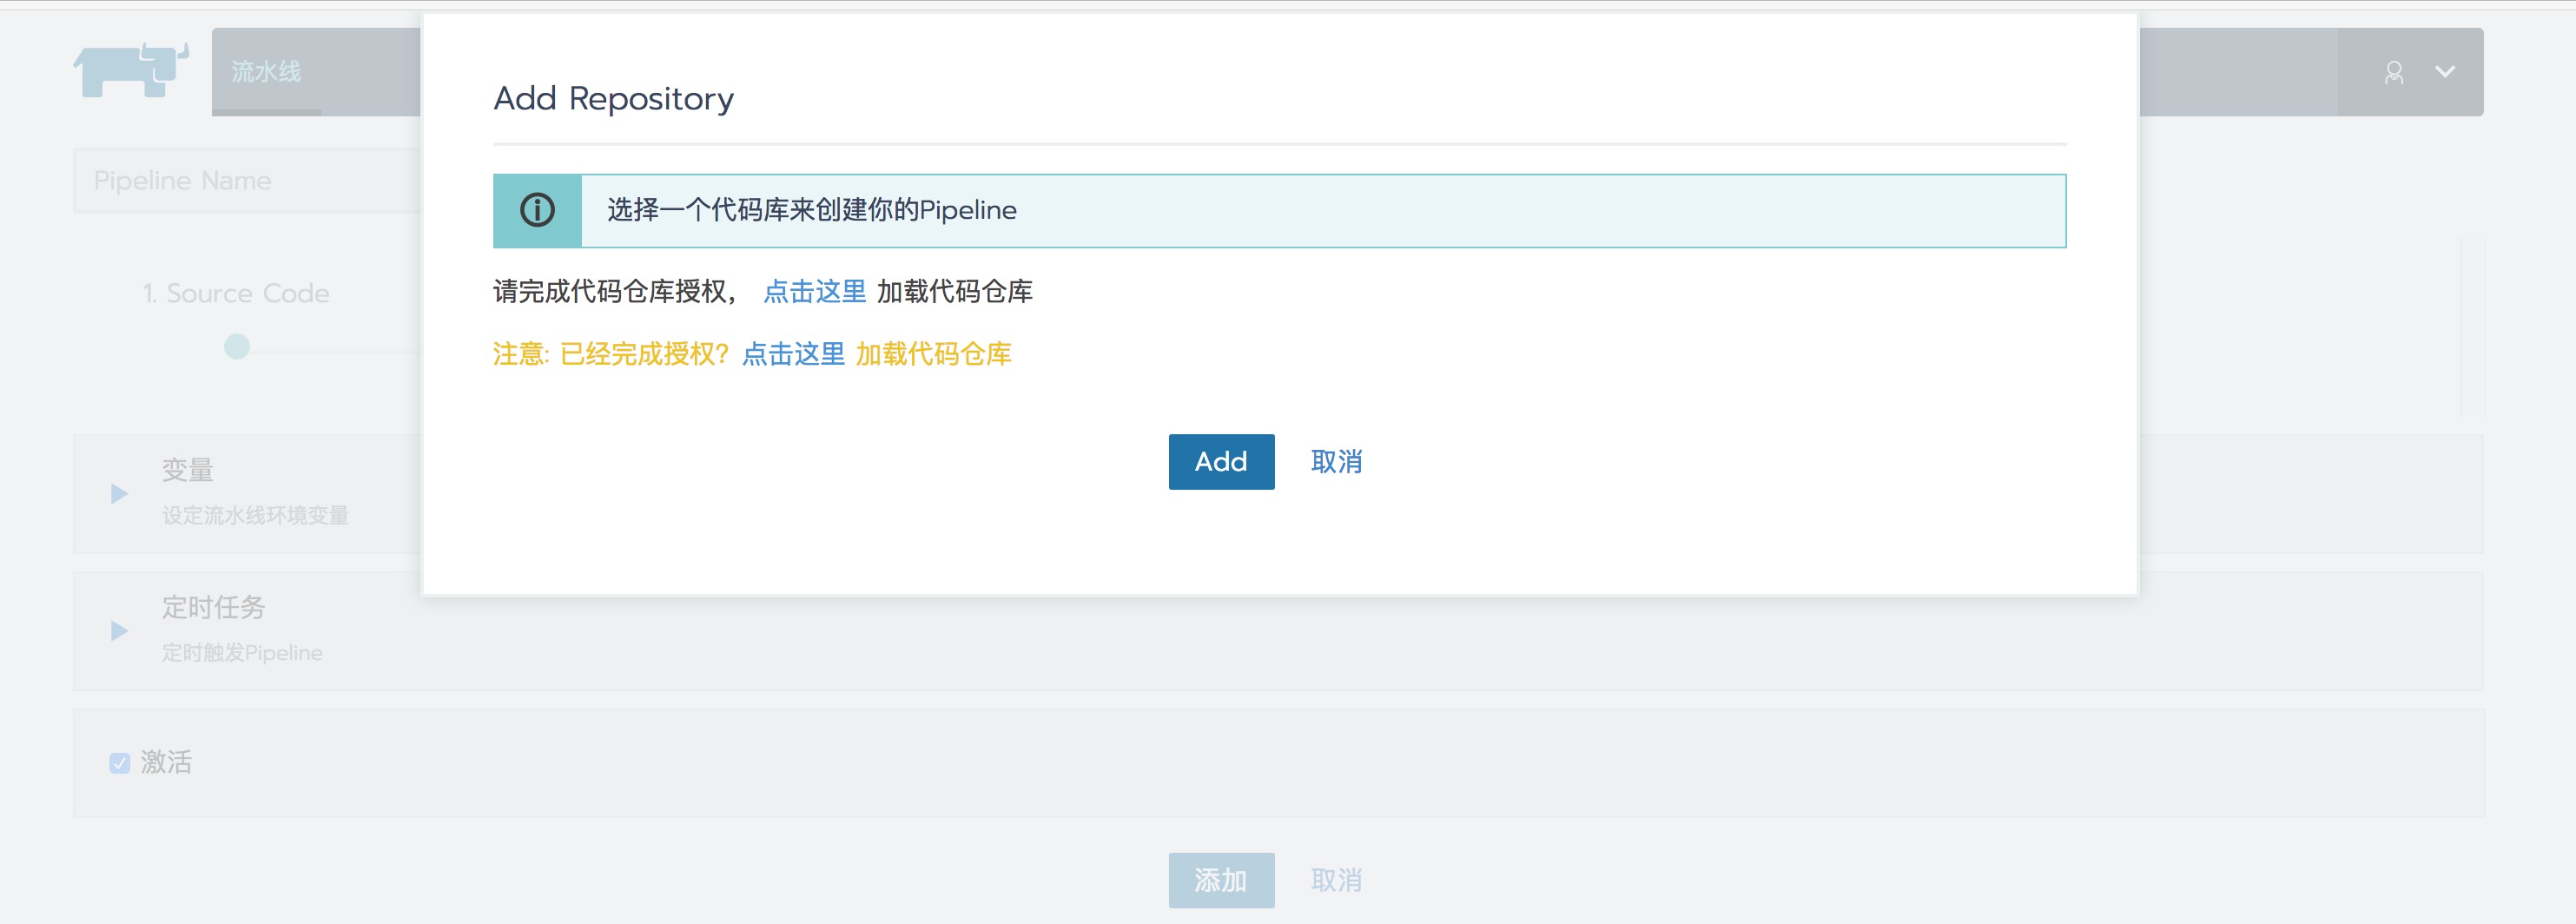 流水线
Add Repository
Pipeline Name
选择一个代码库来创建你的Pipeline
1. Source Code
请完成代码仓库授权， 点击这里 加载代码仓库
注意: 已经完成授权? 点击这里 加载代码仓库
Add 取消
变量
设定流水线环境变量
定时任务
定时触发Pipeline
激活
添加 取消